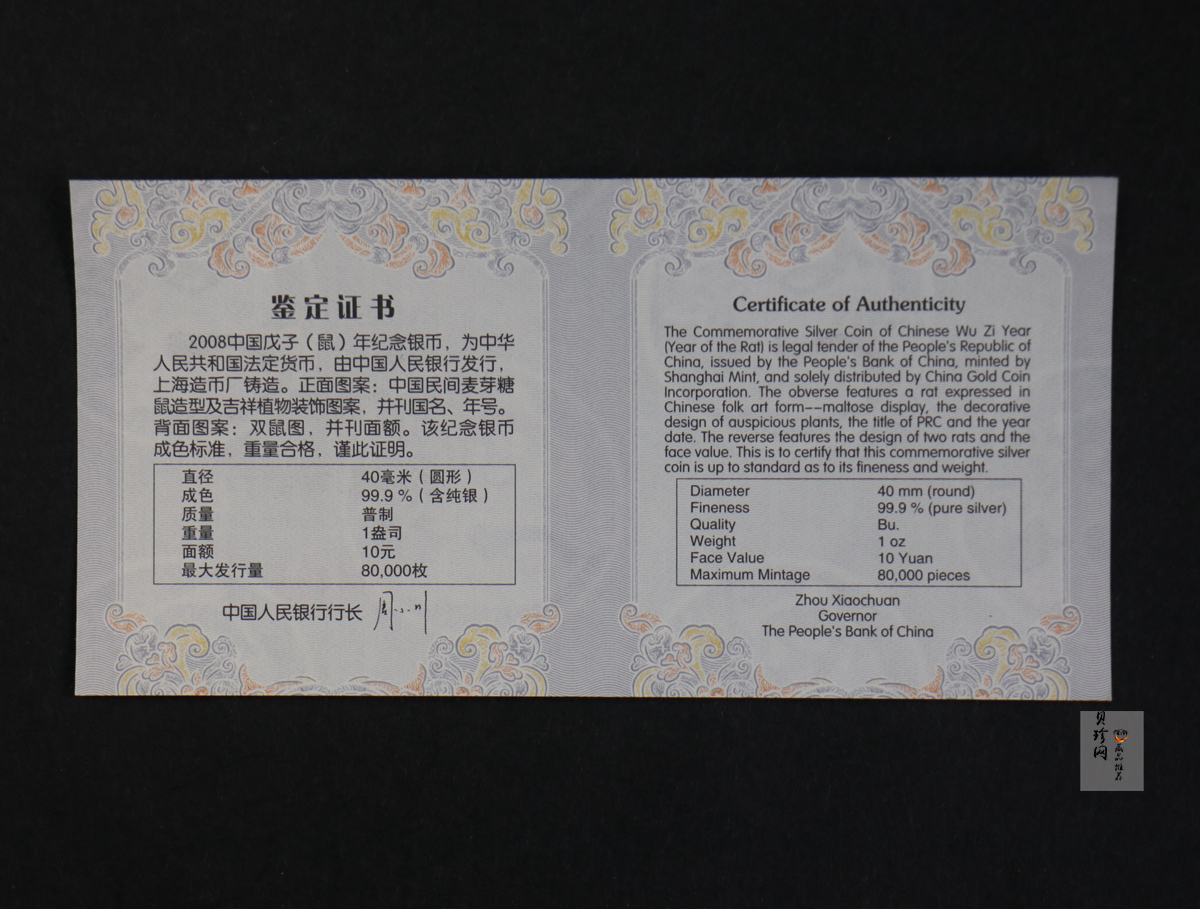 鉴定证书
2008中国戊子（鼠）年纪念银币，为中华
人民共和国法定货币，由中国人民银行发行，
上海造币厂铸造。正面图案：中国民间麦芽糖
鼠造型及吉祥植物装饰图案，并刊国名、年号。
背面图案：双鼠图，并刊面额。该纪念银币
成色标准，重量合格，谨此证明。
直径 40毫米（圆形）
成色 99.9％（含纯银）
质量 普制
重量 1盎司
面额 10元
最大发行量 80,000枚
中国人民银行行长 周小川
Certificate of Authenticity
The Commemorative Silver Coin of Chinese Wu Zi Year
(Year of the Rat) is legal tender of the People's Republic of
China, issued by the People's Bank of China, minted by
Shanghai Mint, and solely distributed by China Gold Coin
Incorporation. The obverse features a rat expressed in
Chinese folk art form--maltose display, the decorative
design of auspicious plants, the title of PRC and the year
date. The reverse features the design of two rats and the
face value. This is to certify that this commemorative silver
coin is up to standard as to its fineness and weight.
Diameter 40 mm (round)
Fineness 99.9 % (pure silver)
Quality Bu.
Weight 1 oz
Face Value 10 Yuan
Maximum Mintage 80,000 pieces
Zhou Xiaochuan
Governor
The People's Bank of China
贝珍网
藏品推荐